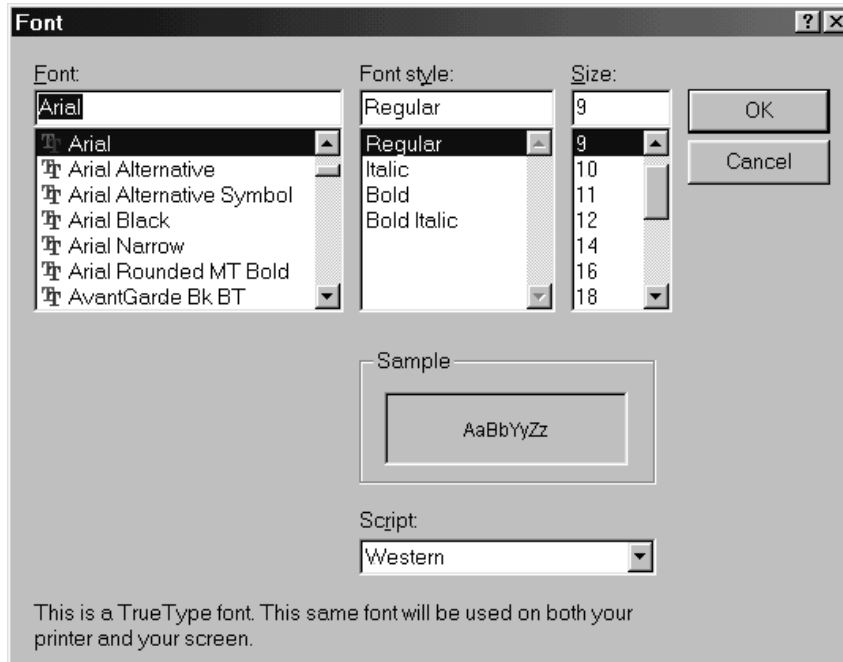 Font
Font:
Font style:
Size:
Arial
Regular
9
OK
Arial
Arial Alternative
Arial Alternative Symbol
Arial Black
Arial Narrow
Arial Rounded MT Bold
AvantGarde Bk BT
Regular
Italic
Bold
Bold Italic
9
10
11
12
14
16
18
Cancel
Sample
AaBbYyZz
Script:
Western
This is a TrueType font. This same font will be used on both your
printer and your screen.